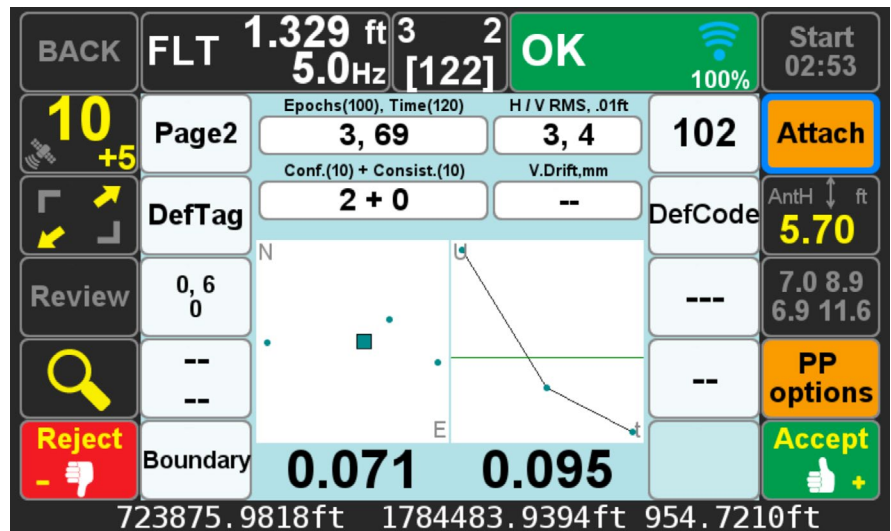 BACK
FLT 1.329 ft
5.0Hz
3 2
[122]
OK
100%
Start
02:53
10
+5
Page2
Epochs(100), Time(120)
3, 69
H / V RMS, .01ft
3, 4
102
Attach
DefTag
Conf.(10) + Consist.(10)
2 + 0
V.Drift,mm
--
DefCode
AntH ft
5.70
Review
0, 6
0
N
U
---
7.0 8.9
6.9 11.6
--
--
--
PP
options
E
t
Reject
-
Boundary
0.071
0.095
Accept
+
723875.9818ft 1784483.9394ft 954.7210ft